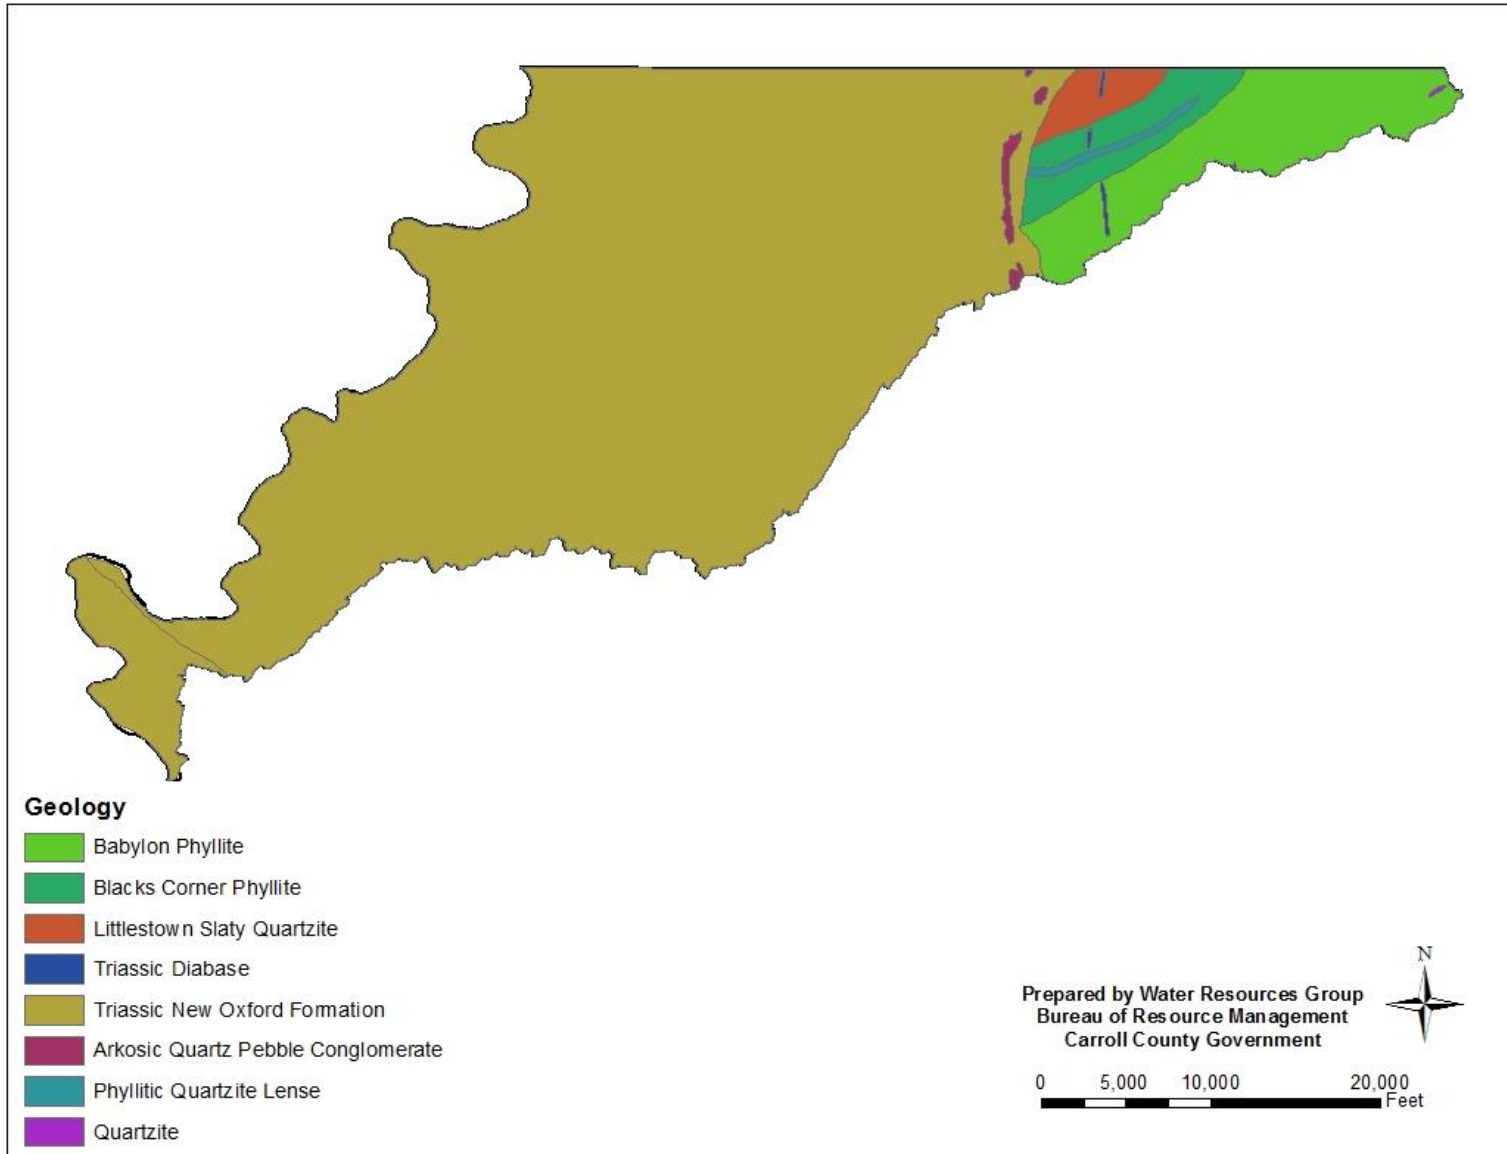 Geology
Babylon Phyllite
Blacks Corner Phyllite
Littlestown Slaty Quartzite
Triassic Diabase
Triassic New Oxford Formation
Arkosic Quartz Pebble Conglomerate
Phyllitic Quartzite Lense
Quartzite
N
Prepared by Water Resources Group
Bureau of Resource Management
Carroll County Government
0 5,000 10,000 20,000
Feet